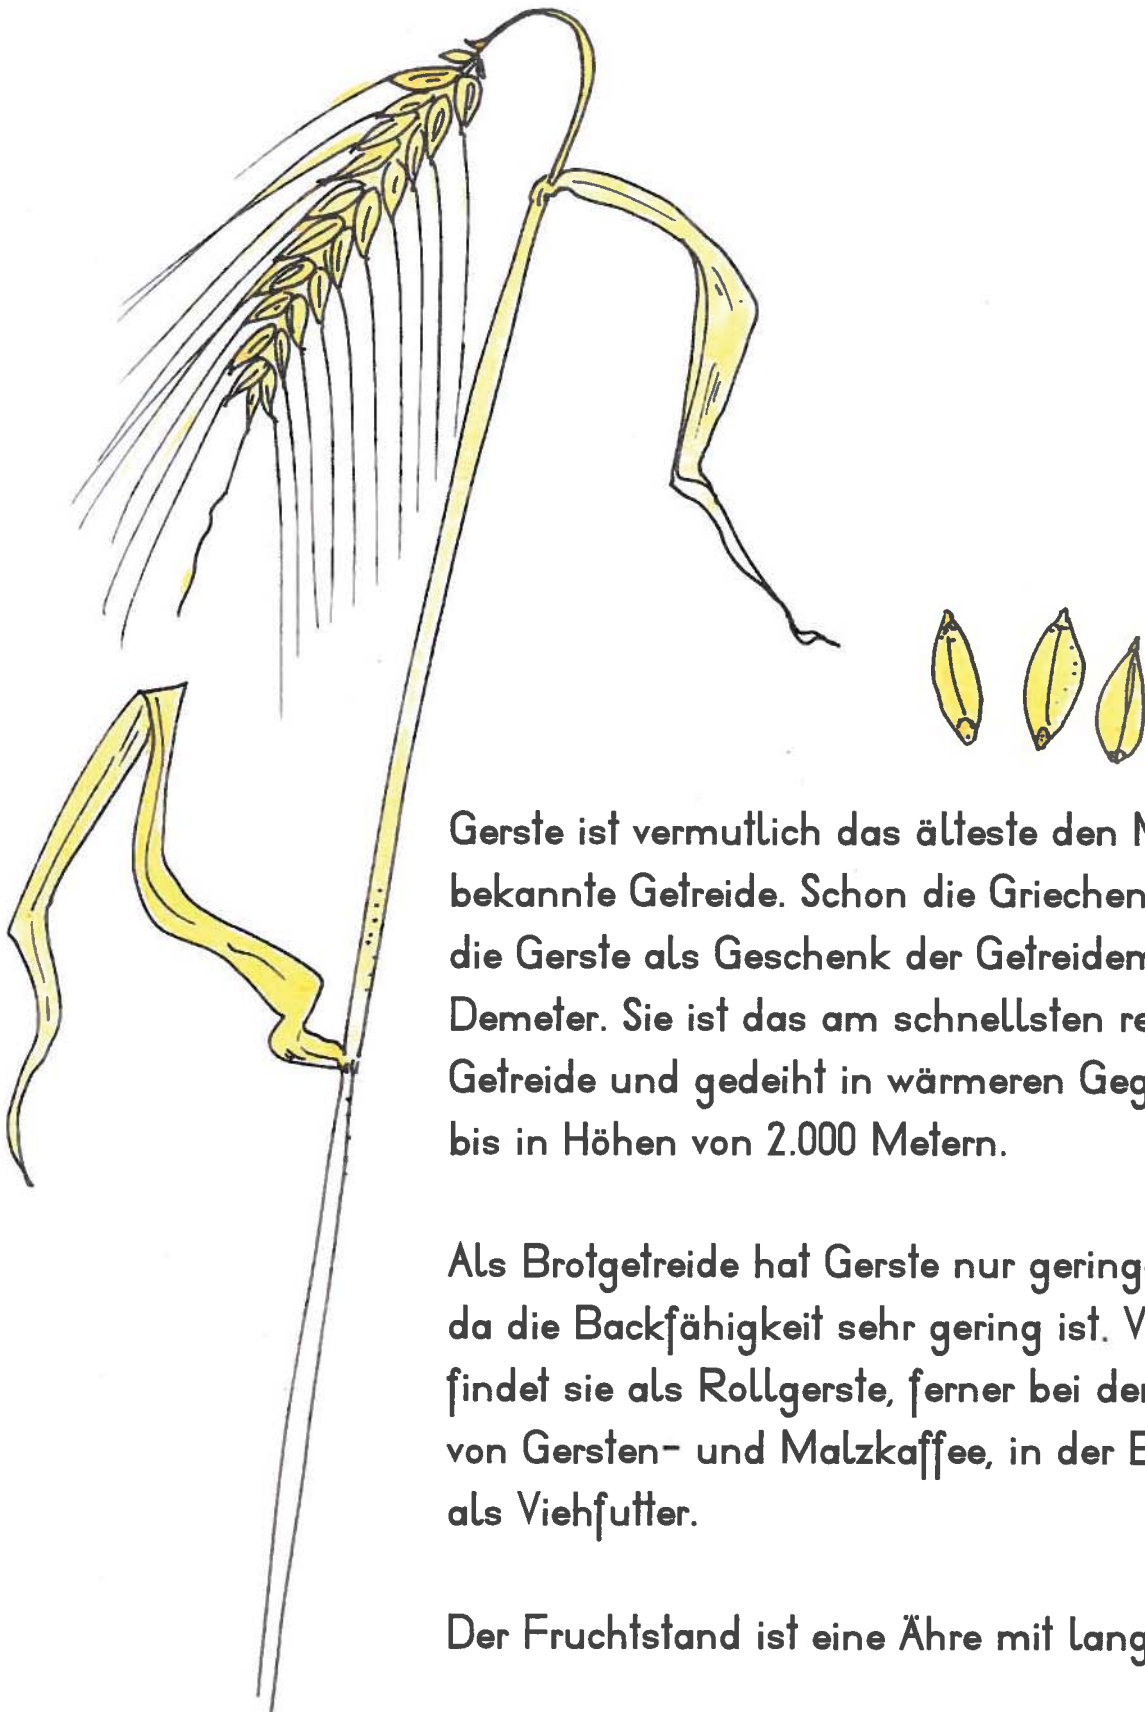 Gerste ist vermutlich das älteste den
bekannte Getreide. Schon die Griechen
die Gerste als Geschenk der
Demeter. Sie ist das am schnellsten
Getreide und gedeiht in wärmeren
bis in Höhen von 2.000 Metern.
Als Brotgetreide hat Gerste nur
da die Backfähigkeit sehr gering ist.
findet sie als Rollgerste, ferner bei
von Gersten- und Malzkaffee, in der
als Viehfutter.
Der Fruchtstand ist eine Ähre mit